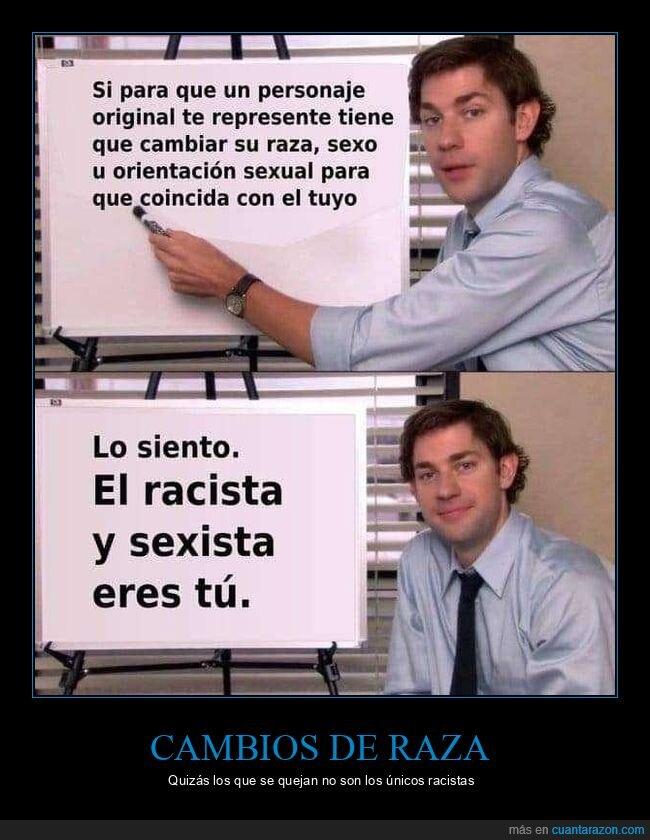 Si para que un personaje
original te represente tiene
que cambiar su raza, sexo
u orientación sexual para
que coincida con el tuyo
Lo siento.
El racista
y sexista
eres tú.
CAMBIOS DE RAZA
Quizás los que se quejan no son los únicos racistas
más en cuantarazon.com